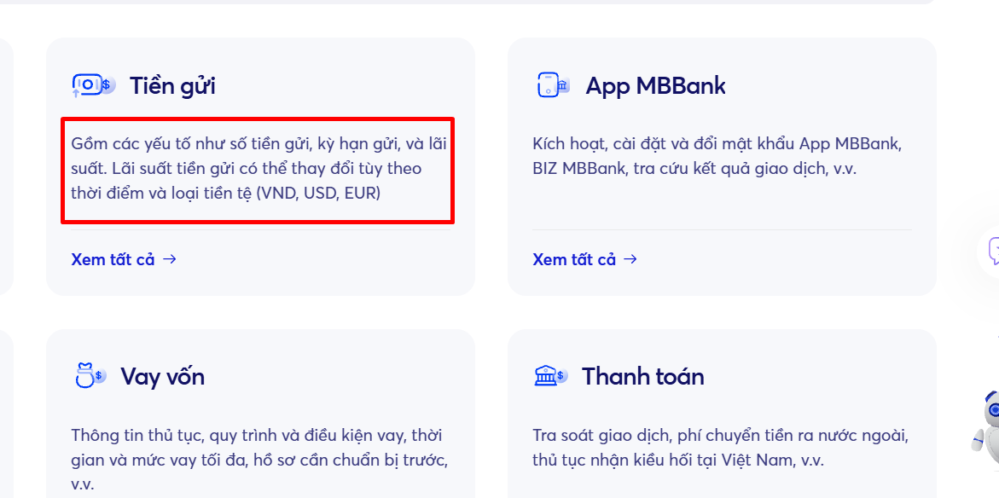 Tiền gửi
Gồm các yếu tố như số tiền gửi, kỳ hạn gửi, và lãi
suất. Lãi suất tiền gửi có thể thay đổi tùy theo
thời điểm và loại tiền tệ (VND, USD, EUR)
Xem tất cả →
App MBBank
Kích hoạt, cài đặt và đổi mật khẩu App MBBank,
BIZ MBBank, tra cứu kết quả giao dịch, v.v.
Xem tất cả →
Vay vốn
Thông tin thủ tục, quy trình và điều kiện vay, thời
gian và mức vay tối đa, hồ sơ cần chuẩn bị trước,
v.v.
Thanh toán
Tra soát giao dịch, phí chuyển tiền ra nước ngoài,
thủ tục nhận kiều hối tại Việt Nam, v.v.